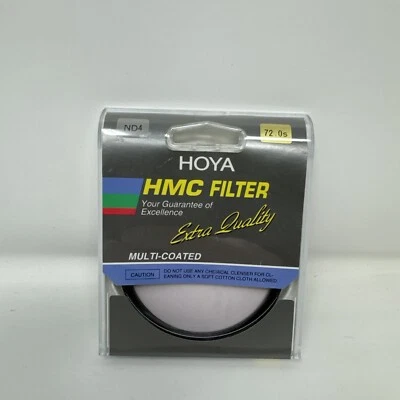 ND4
72.0s
HOYA
HMC FILTER
Your Guarantee of
Excellence
Extra Quality
MULTI-COATED
CAUTION
DO NOT USE ANY CHEMICAL CLENSER FOR CL-
EANING ONLY A SOFT COTTON CLOTH ALLOWED!